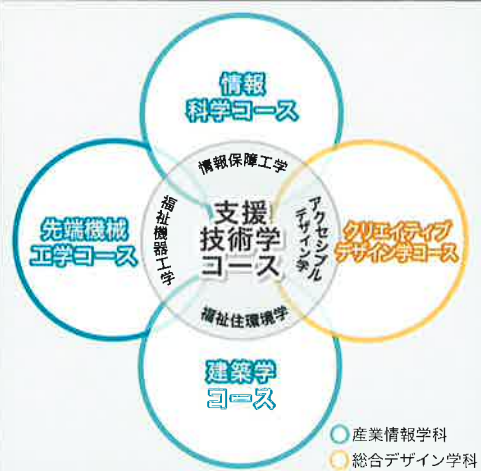 情報
科学コース
情報保障工学
先端機械
工学コース
福祉機器工学
支援
技術学
コース
アクセシブル
デザイン学
クリエイティブ
デザイン学コース
福祉住環境学
建築学
コース
産業情報学科
総合デザイン学科